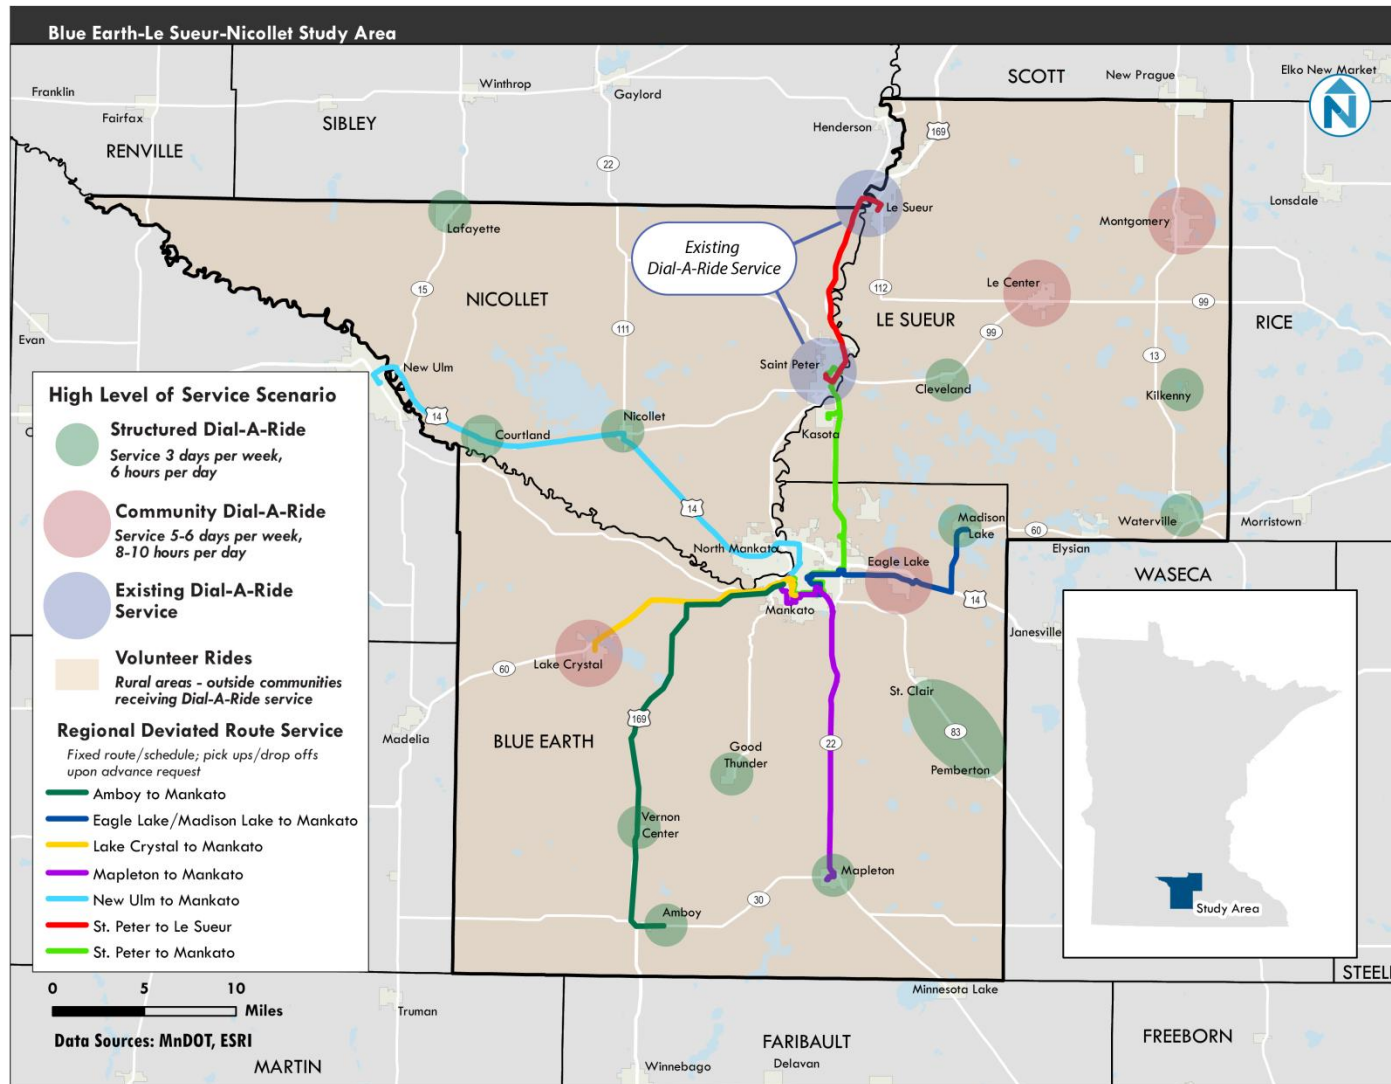 Blue Earth-Le Sueur-Nicollet Study Area
SCOTT
New Prague
Elko New Market
Franklin
Winthrop
Gaylord
Fairfax
SIBLEY
Henderson
169
N
RENVILLE
22
Lonsdale
Le Sueur
Montgomery
Lafayette
Existing
Dial-A-Ride Service
15
NICOLLET
112
Le Center
99
111
LE SUEUR
99
RICE
Evan
13
New Ulm
Saint Peter
Cleveland
Kilkenny
14
Nicollet
Courtland
Kasota
14
Madison
Lake
Waterville
Morristown
60
North Mankato
Elysian
Eagle Lake
WASECA
Mankato
14
Janesville
Lake Crystal
60
St. Clair
169
83
Madelia
BLUE EARTH
22
Good
Thunder
Pemberton
Vernon
Center
Mapleton
30
Amboy
Study Area
STEELE
Minnesota Lake
Truman
FREEBORN
FARIBAULT
MARTIN
Winnebago
Delavan
High Level of Service Scenario
Structured Dial-A-Ride
Service 3 days per week,
6 hours per day
Community Dial-A-Ride
Service 5-6 days per week,
8-10 hours per day
Existing Dial-A-Ride
Service
Volunteer Rides
Rural areas - outside communities
receiving Dial-A-Ride service
Regional Deviated Route Service
Fixed route/schedule; pick ups/drop offs
upon advance request
Amboy to Mankato
Eagle Lake/Madison Lake to Mankato
Lake Crystal to Mankato
Mapleton to Mankato
New Ulm to Mankato
St. Peter to Le Sueur
St. Peter to Mankato
0 5 10
Miles
Data Sources: MnDOT, ESRI